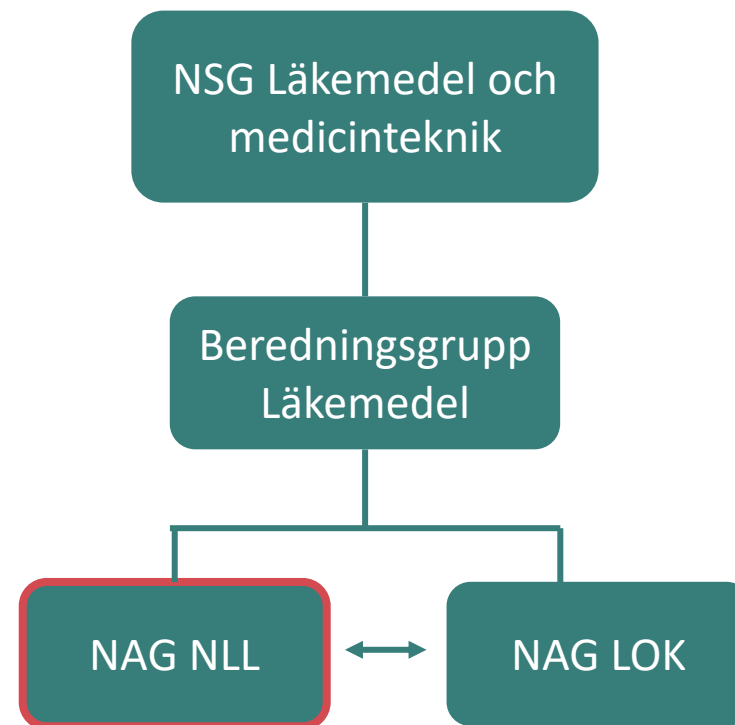 NSG Läkemedel och
medicinteknik
Beredningsgrupp
Läkemedel
NAG NLL
NAG LOK